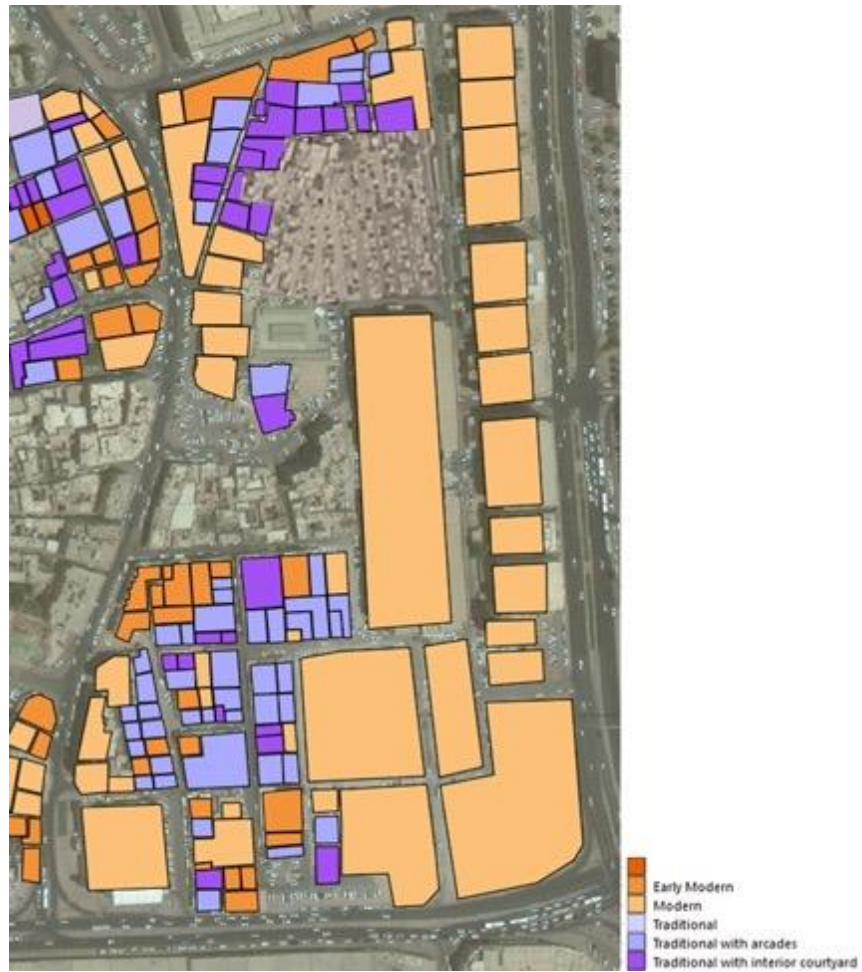 Early Modern
Modern
Traditional
Traditional with arcades
Traditional with interior courtyard